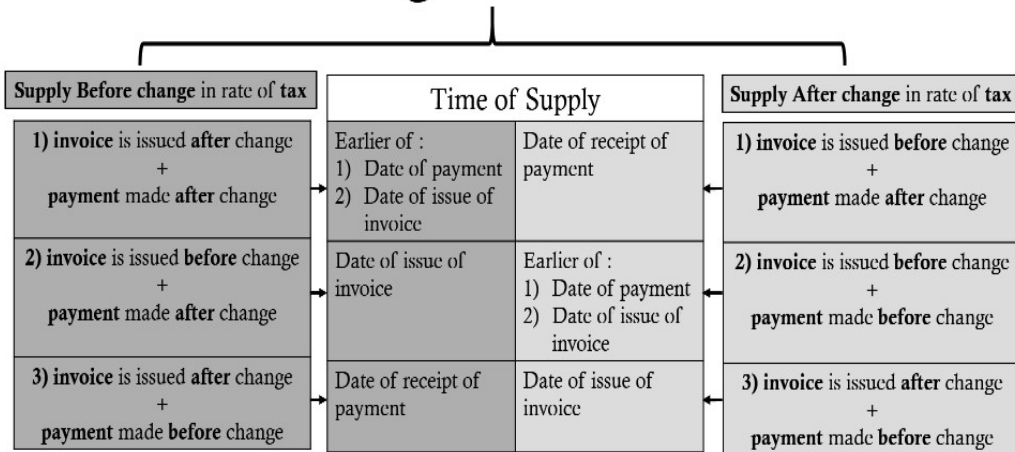 Supply Before change in rate of tax
1) invoice is issued after change
+
payment made after change
2) invoice is issued before change
+
payment made after change
3) invoice is issued after change
+
payment made before change
Time of Supply
Earlier of :
1) Date of payment
2) Date of issue of
invoice
Date of receipt of
payment
Date of issue of
invoice
Earlier of :
1) Date of payment
2) Date of issue of
invoice
Date of receipt of
payment
Date of issue of
invoice
Supply After change in rate of tax
1) invoice is issued before change
+
payment made after change
2) invoice is issued before change
+
payment made before change
3) invoice is issued after change
+
payment made before change